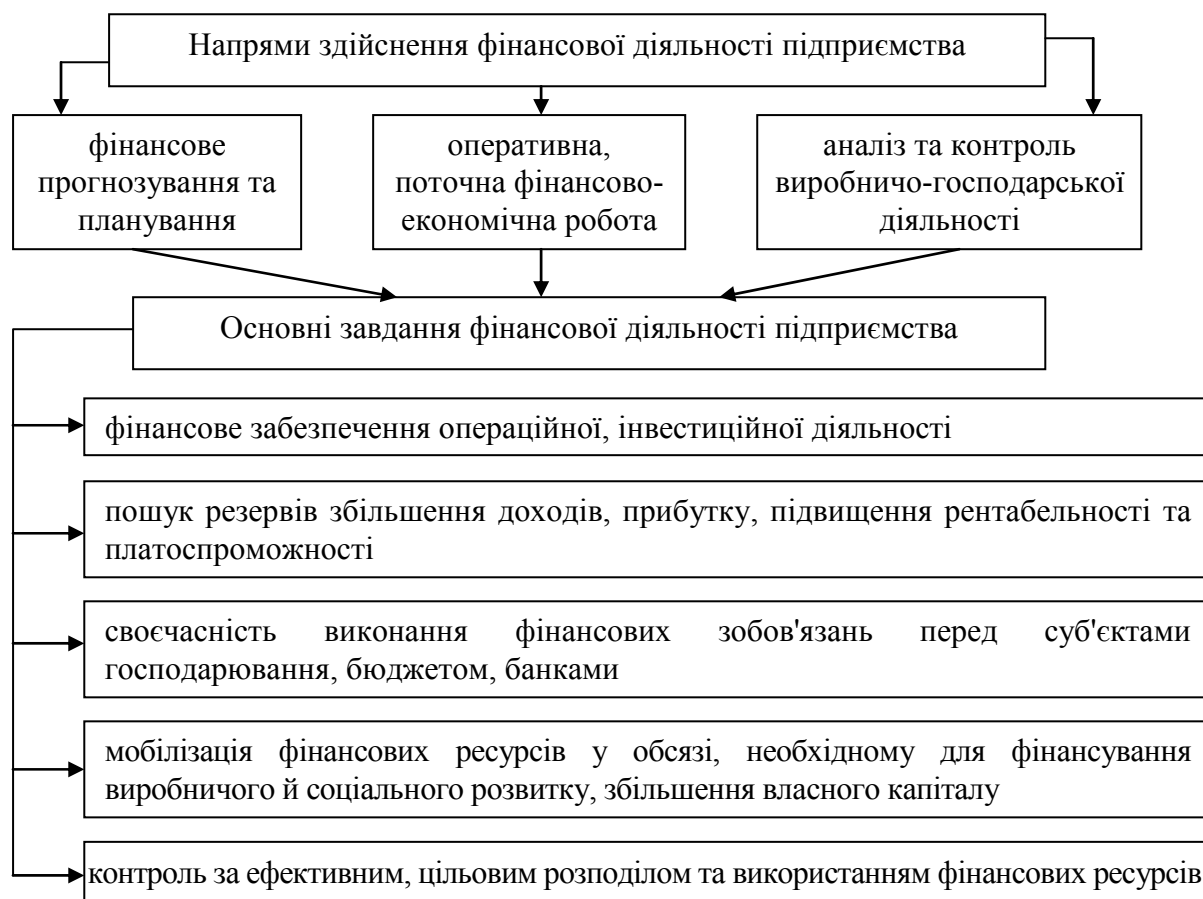 Напрями здійснення фінансової діяльності підприємства
фінансове
прогнозування та
планування
оперативна,
поточна фінансово-
економічна робота
аналіз та контроль
виробничо-господарської
діяльності
Основні завдання фінансової діяльності підприємства
фінансове забезпечення операційної, інвестиційної діяльності
пошук резервів збільшення доходів, прибутку, підвищення рентабельності та
платоспроможності
своєчасність виконання фінансових зобов'язань перед суб'єктами
господарювання, бюджетом, банками
мобілізація фінансових ресурсів у обсязі, необхідному для фінансування
виробничого й соціального розвитку, збільшення власного капіталу
контроль за ефективним, цільовим розподілом та використанням фінансових ресурсів